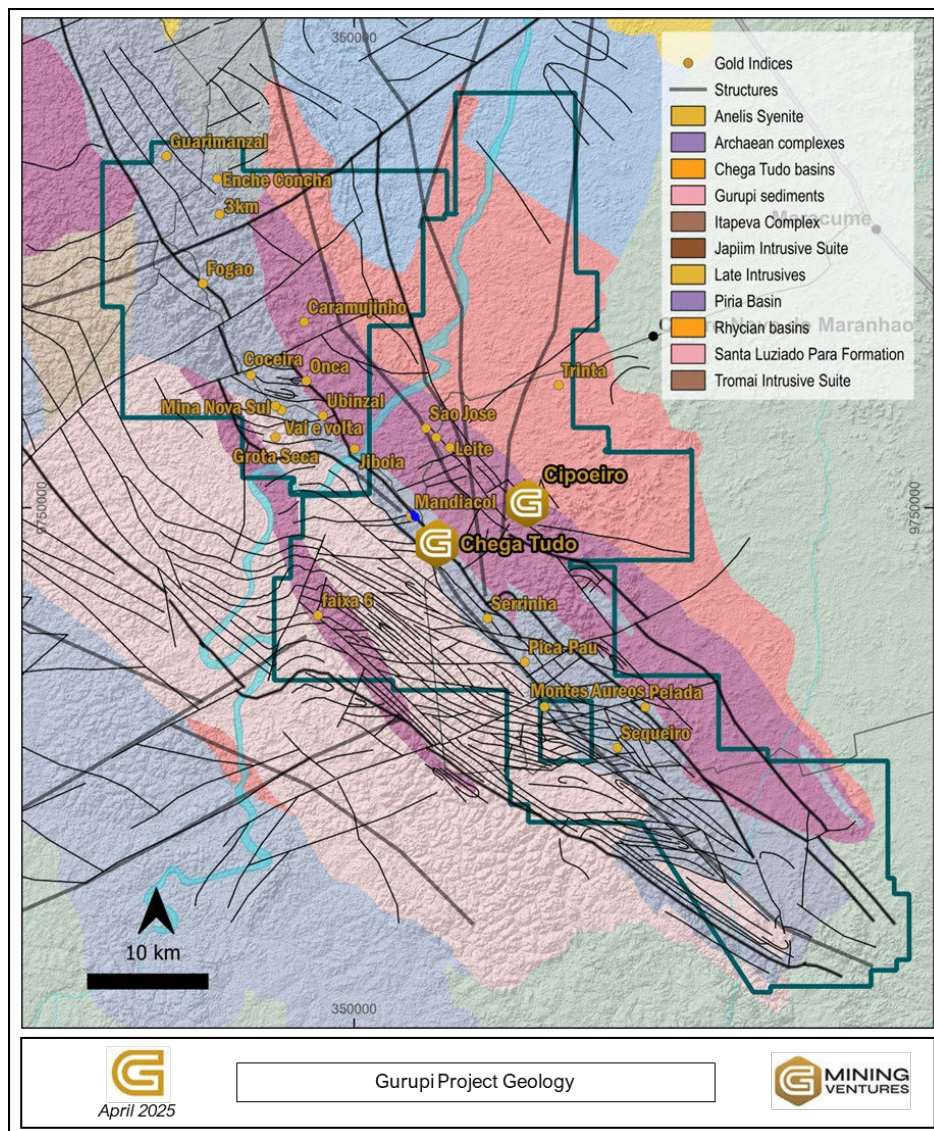 350000
Gold Indices
Structures
Anelis Syenite
Archaean complexes
Chega Tudo basins
Gurupi sediments
Itapeva Complex
Japiim Intrusive Suite
Late Intrusives
Piria Basin
Rhycian basins
Santa Luziado Para Formation
Tromai Intrusive Suite
Guarimanzal
Enche Concha
3km
Maracume
Fogao
Caramujinho
Maranhao
Coceira
Onca
Trinta
Mina Nova Sul
Ubinzal
Vai e volta
Sao Jose
Grota Seca
Jiboia
Leite
Cipoeiro
Mandiacol
9750000
9750000
Chega Tudo
faixa 6
Serrinha
Pica-Pau
Montes Aureos
Pelada
Sequeiro
10 km
350000
April 2025
Gurupi Project Geology
G MINING
VENTURES